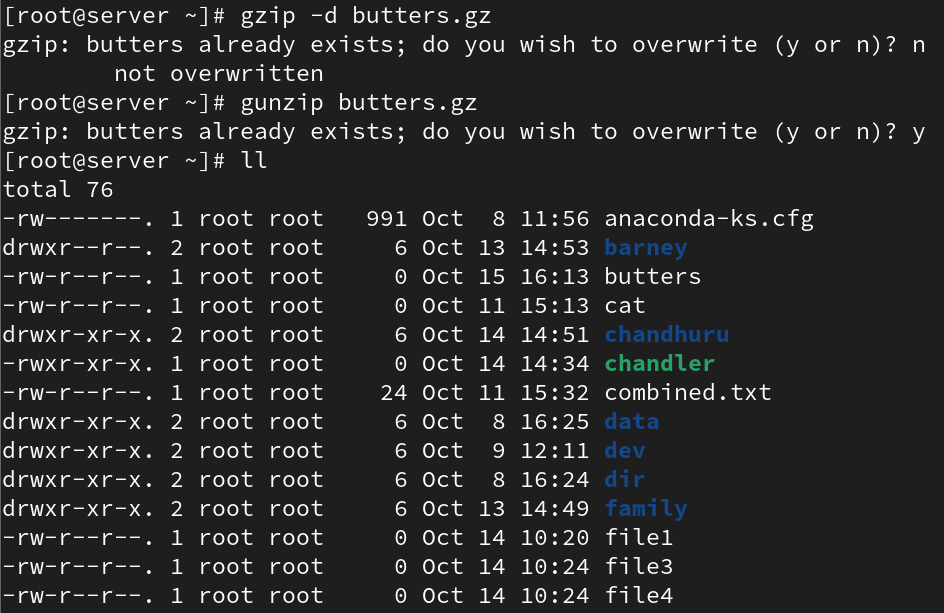 [root@server ~]# gzip -d butters.gz
gzip: butters already exists; do you wish to overwrite (y or n)? n
        not overwritten
[root@server ~]# gunzip butters.gz
gzip: butters already exists; do you wish to overwrite (y or n)? y
[root@server ~]# ll
total 76
-rw-------. 1 root root   991 Oct  8 11:56 anaconda-ks.cfg
drwxr--r--. 2 root root     6 Oct 13 14:53 barney
-rw-r--r--. 1 root root     0 Oct 15 16:13 butters
-rw-r--r--. 1 root root     0 Oct 11 15:13 cat
drwxr-xr-x. 2 root root     6 Oct 14 14:51 chandhuru
-rwxr-xr-x. 1 root root     0 Oct 14 14:34 chandler
-rw-r--r--. 1 root root    24 Oct 11 15:32 combined.txt
drwxr-xr-x. 2 root root     6 Oct  8 16:25 data
drwxr-xr-x. 2 root root     6 Oct  9 12:11 dev
drwxr-xr-x. 2 root root     6 Oct  8 16:24 dir
drwxr-xr-x. 2 root root     6 Oct 13 14:49 family
-rw-r--r--. 1 root root     0 Oct 14 10:20 file1
-rw-r--r--. 1 root root     0 Oct 14 10:24 file3
-rw-r--r--. 1 root root     0 Oct 14 10:24 file4